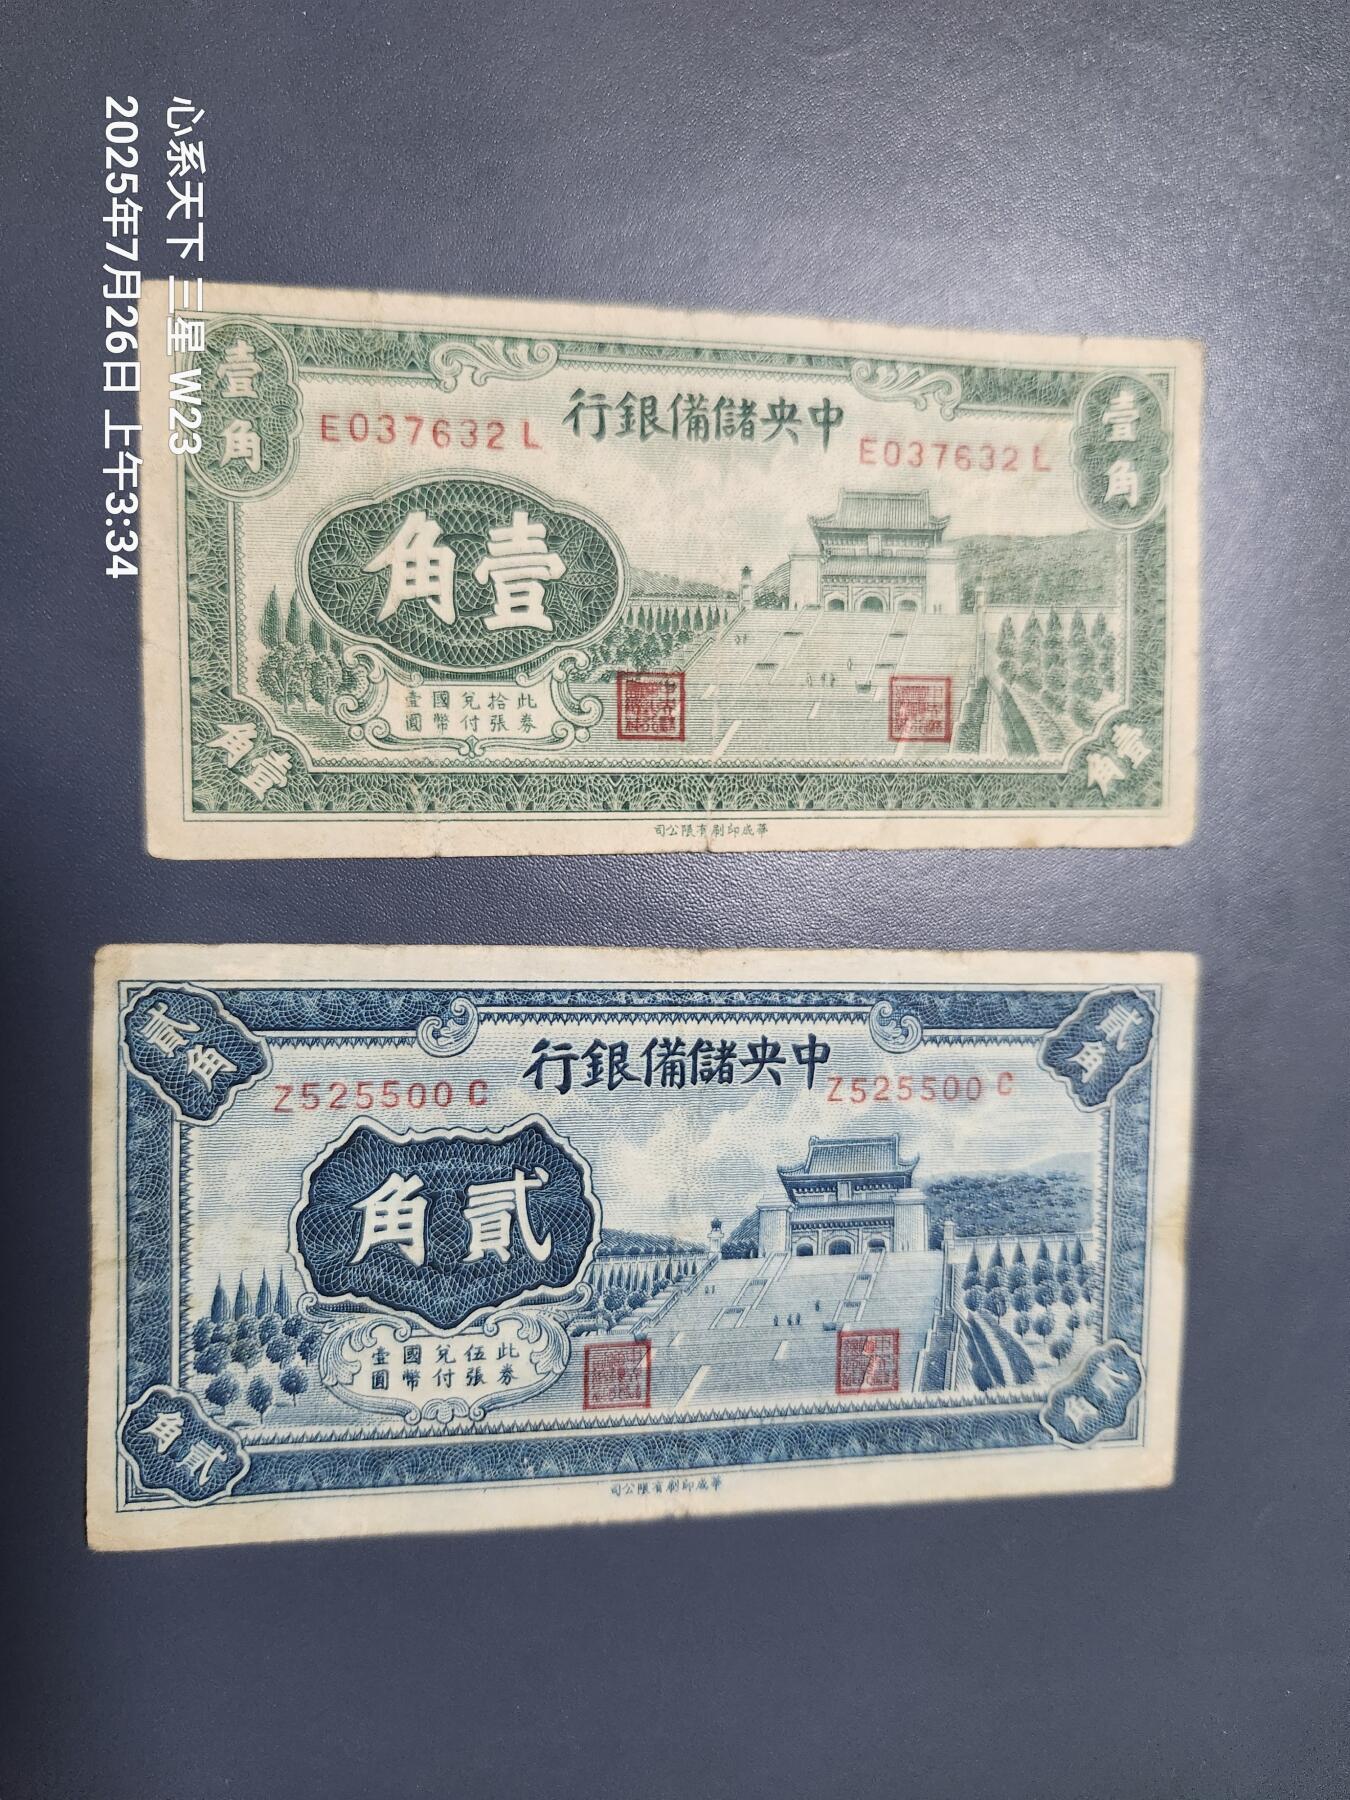 心系天下 三星 W23
2025年7月26日 上午3:34
壹角
壹角
中央儲備銀行
E037632L
E037632L
壹角
此券
拾張
兌付
國幣
壹圓
壹角
壹角
華成印刷有限公司
貳角
貳角
中央儲備銀行
Z525500C
Z525500C
貳角
此券
伍張
兌付
國幣
壹圓
貳角
貳角
華成印刷有限公司